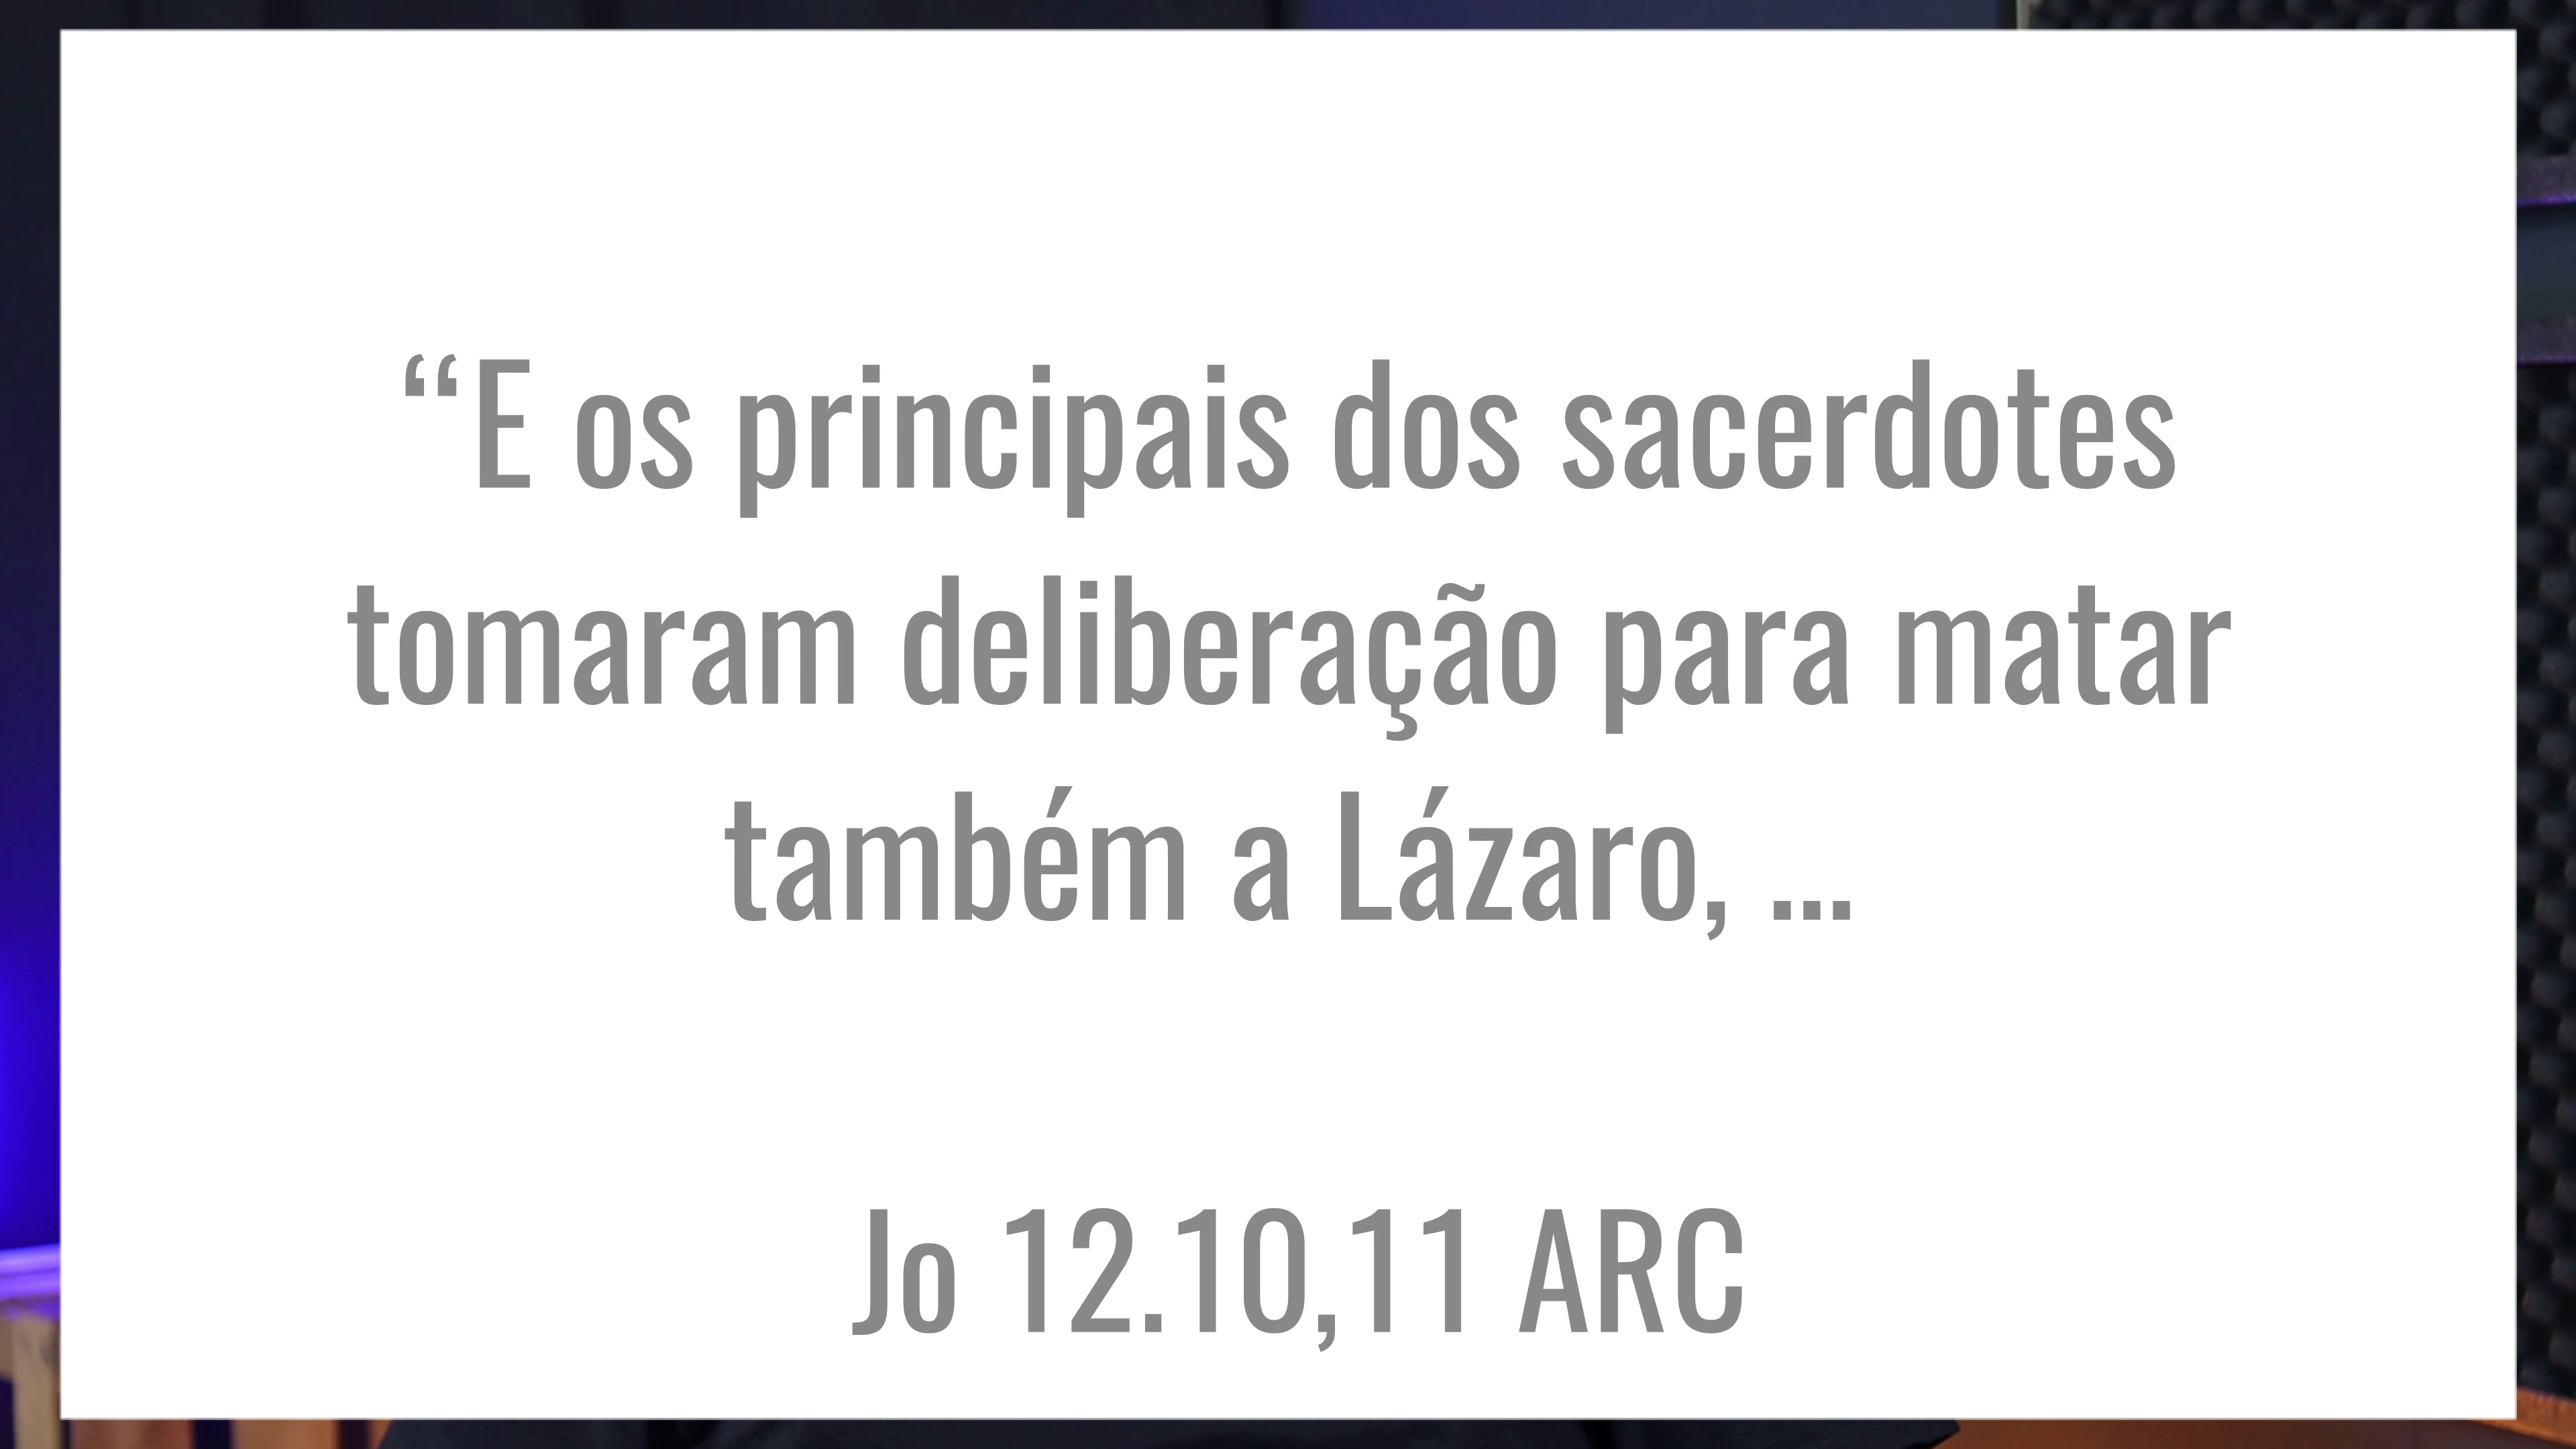 “E os principais dos sacerdotes
tomaram deliberação para matar
também a Lázaro, ...
Jo 12.10,11 ARC